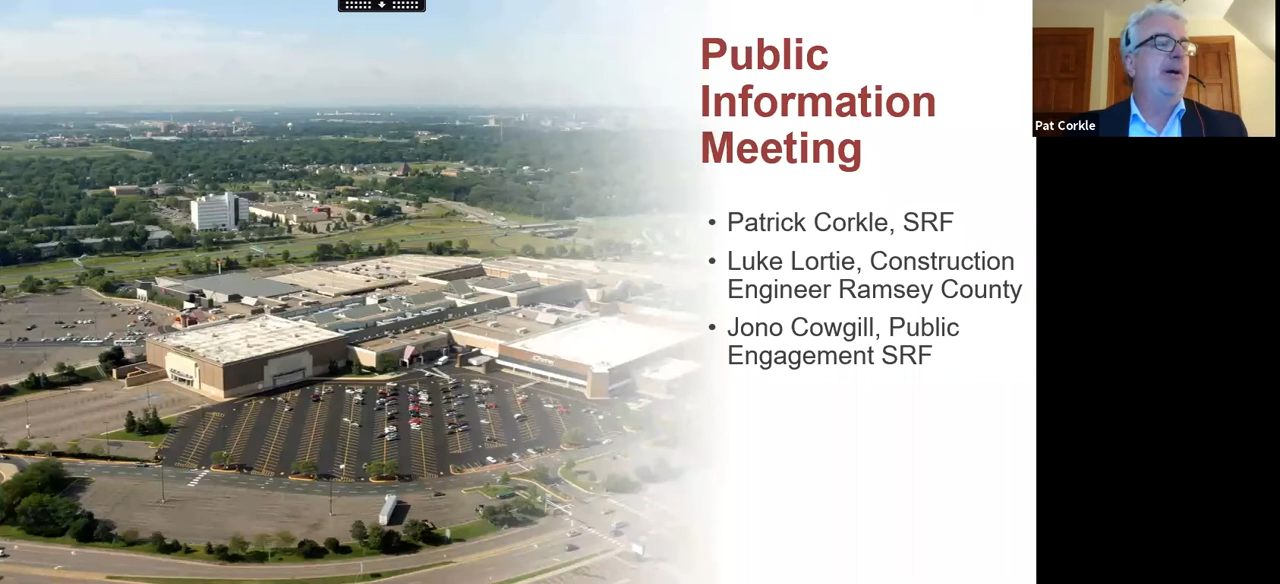 Public
Information
Meeting
• Patrick Corkle, SRF
• Luke Lortie, Construction
Engineer Ramsey County
• Jono Cowgill, Public
Engagement SRF
Pat Corkle